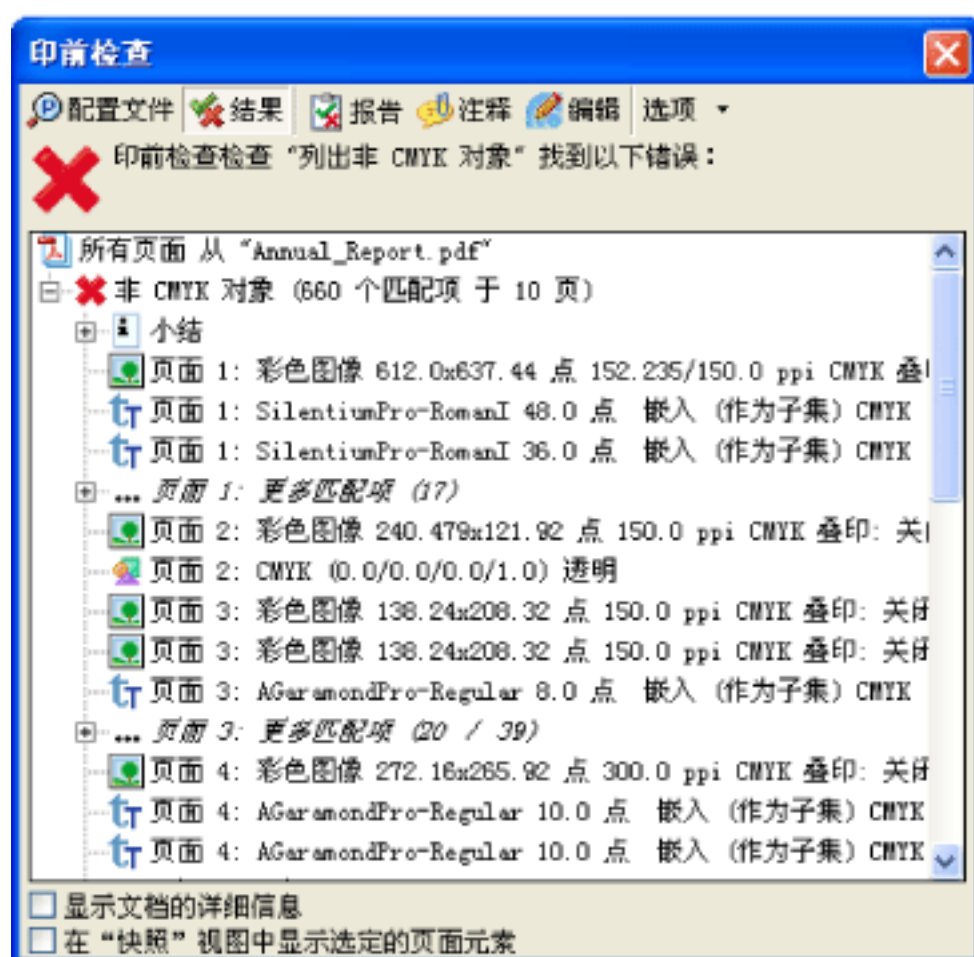 印前检查
配置文件 结果 报告 注释 编辑 选项
印前检查检查 “列出非 CMYK 对象” 找到以下错误：
所有页面 从 “Annual_Report.pdf”
非 CMYK 对象 (660 个匹配项 于 10 页)
小结
页面 1: 彩色图像 612.0x637.44 点 152.235/150.0 ppi CMYK 叠印
页面 1: SilentiumPro-RomanI 48.0 点 嵌入 (作为子集) CMYK
页面 1: SilentiumPro-RomanI 36.0 点 嵌入 (作为子集) CMYK
... 页面 1: 更多匹配项 (17)
页面 2: 彩色图像 240.479x121.92 点 150.0 ppi CMYK 叠印: 关闭
页面 2: CMYK (0.0/0.0/0.0/1.0) 透明
页面 3: 彩色图像 138.24x208.32 点 150.0 ppi CMYK 叠印: 关闭
页面 3: 彩色图像 138.24x208.32 点 150.0 ppi CMYK 叠印: 关闭
页面 3: AGaramondPro-Regular 8.0 点 嵌入 (作为子集) CMYK
... 页面 3: 更多匹配项 (20 / 39)
页面 4: 彩色图像 272.16x265.92 点 300.0 ppi CMYK 叠印: 关闭
页面 4: AGaramondPro-Regular 10.0 点 嵌入 (作为子集) CMYK
页面 4: AGaramondPro-Regular 10.0 点 嵌入 (作为子集) CMYK
显示文档的详细信息
在 “快照” 视图中显示选定的页面元素